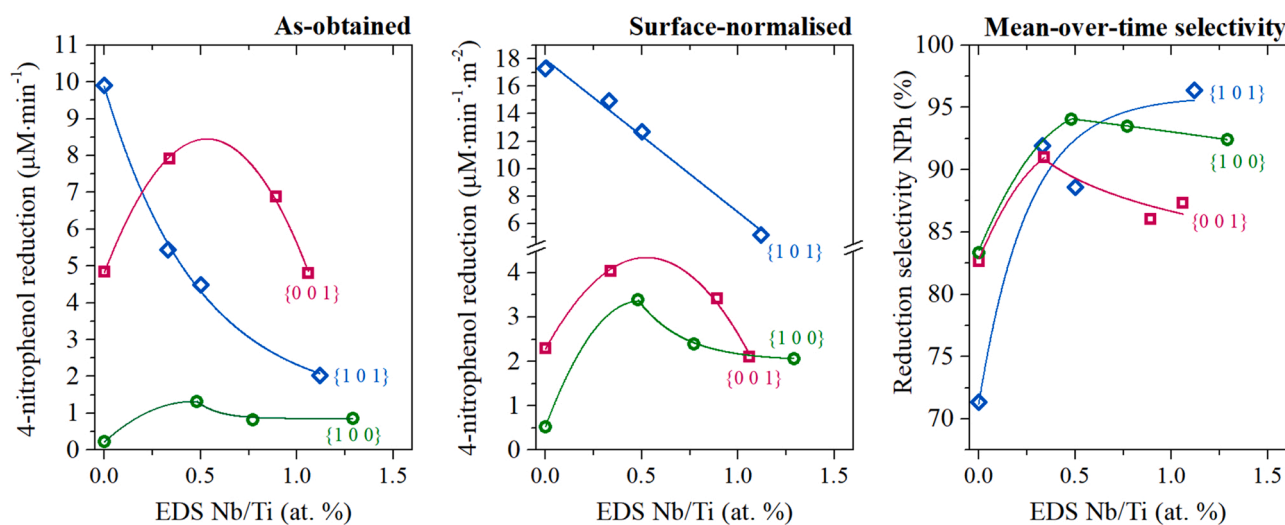 As-obtained
4-nitrophenol reduction (µM·min⁻¹)
11
10
9
8
7
6
5
4
3
2
1
0
{0 0 1}
{1 0 1}
{1 0 0}
0.0 0.5 1.0 1.5
EDS Nb/Ti (at. %)
Surface-normalised
4-nitrophenol reduction (µM·min⁻¹·m⁻²)
18
16
14
12
10
8
6
4
3
2
1
0
{1 0 1}
{1 0 0}
{0 0 1}
0.0 0.5 1.0 1.5
EDS Nb/Ti (at. %)
Mean-over-time selectivity
Reduction selectivity NPh (%)
100
95
90
85
80
75
70
{1 0 1}
{1 0 0}
{0 0 1}
0.0 0.5 1.0 1.5
EDS Nb/Ti (at. %)